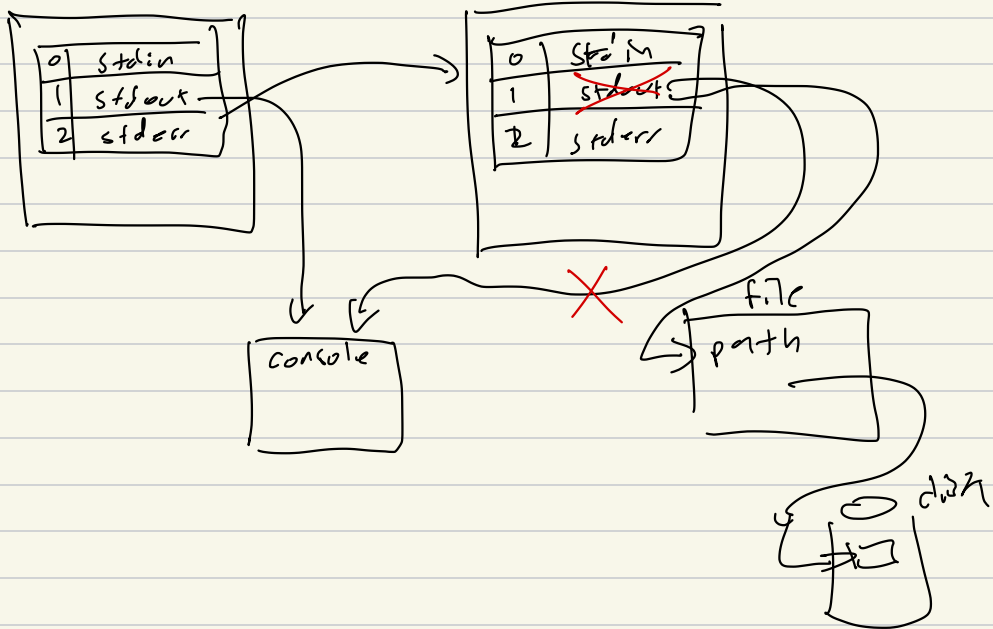 0 stdin
1 stdout
2 stderr
0 stdin
1 stdout
2 stderr
console
file
path
disk